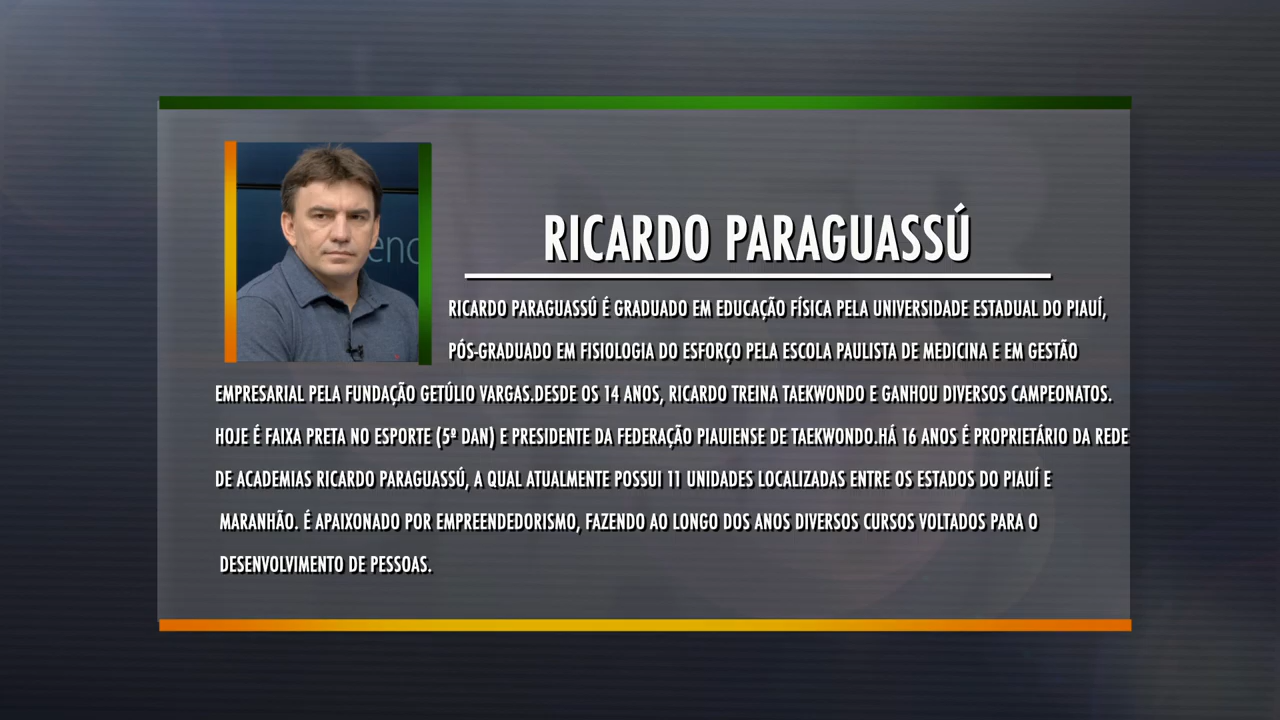 enc
RICARDO PARAGUASSÚ
RICARDO PARAGUASSÚ É GRADUADO EM EDUCAÇÃO FÍSICA PELA UNIVERSIDADE ESTADUAL DO PIAUÍ,
PÓS-GRADUADO EM FISIOLOGIA DO ESFORÇO PELA ESCOLA PAULISTA DE MEDICINA E EM GESTÃO
EMPRESARIAL PELA FUNDAÇÃO GETÚLIO VARGAS.DESDE OS 14 ANOS, RICARDO TREINA TAEKWONDO E GANHOU DIVERSOS CAMPEONATOS.
HOJE É FAIXA PRETA NO ESPORTE (5º DAN) E PRESIDENTE DA FEDERAÇÃO PIAUIENSE DE TAEKWONDO.HÁ 16 ANOS É PROPRIETÁRIO DA REDE
DE ACADEMIAS RICARDO PARAGUASSÚ, A QUAL ATUALMENTE POSSUI 11 UNIDADES LOCALIZADAS ENTRE OS ESTADOS DO PIAUÍ E
MARANHÃO. É APAIXONADO POR EMPREENDEDORISMO, FAZENDO AO LONGO DOS ANOS DIVERSOS CURSOS VOLTADOS PARA O
DESENVOLVIMENTO DE PESSOAS.